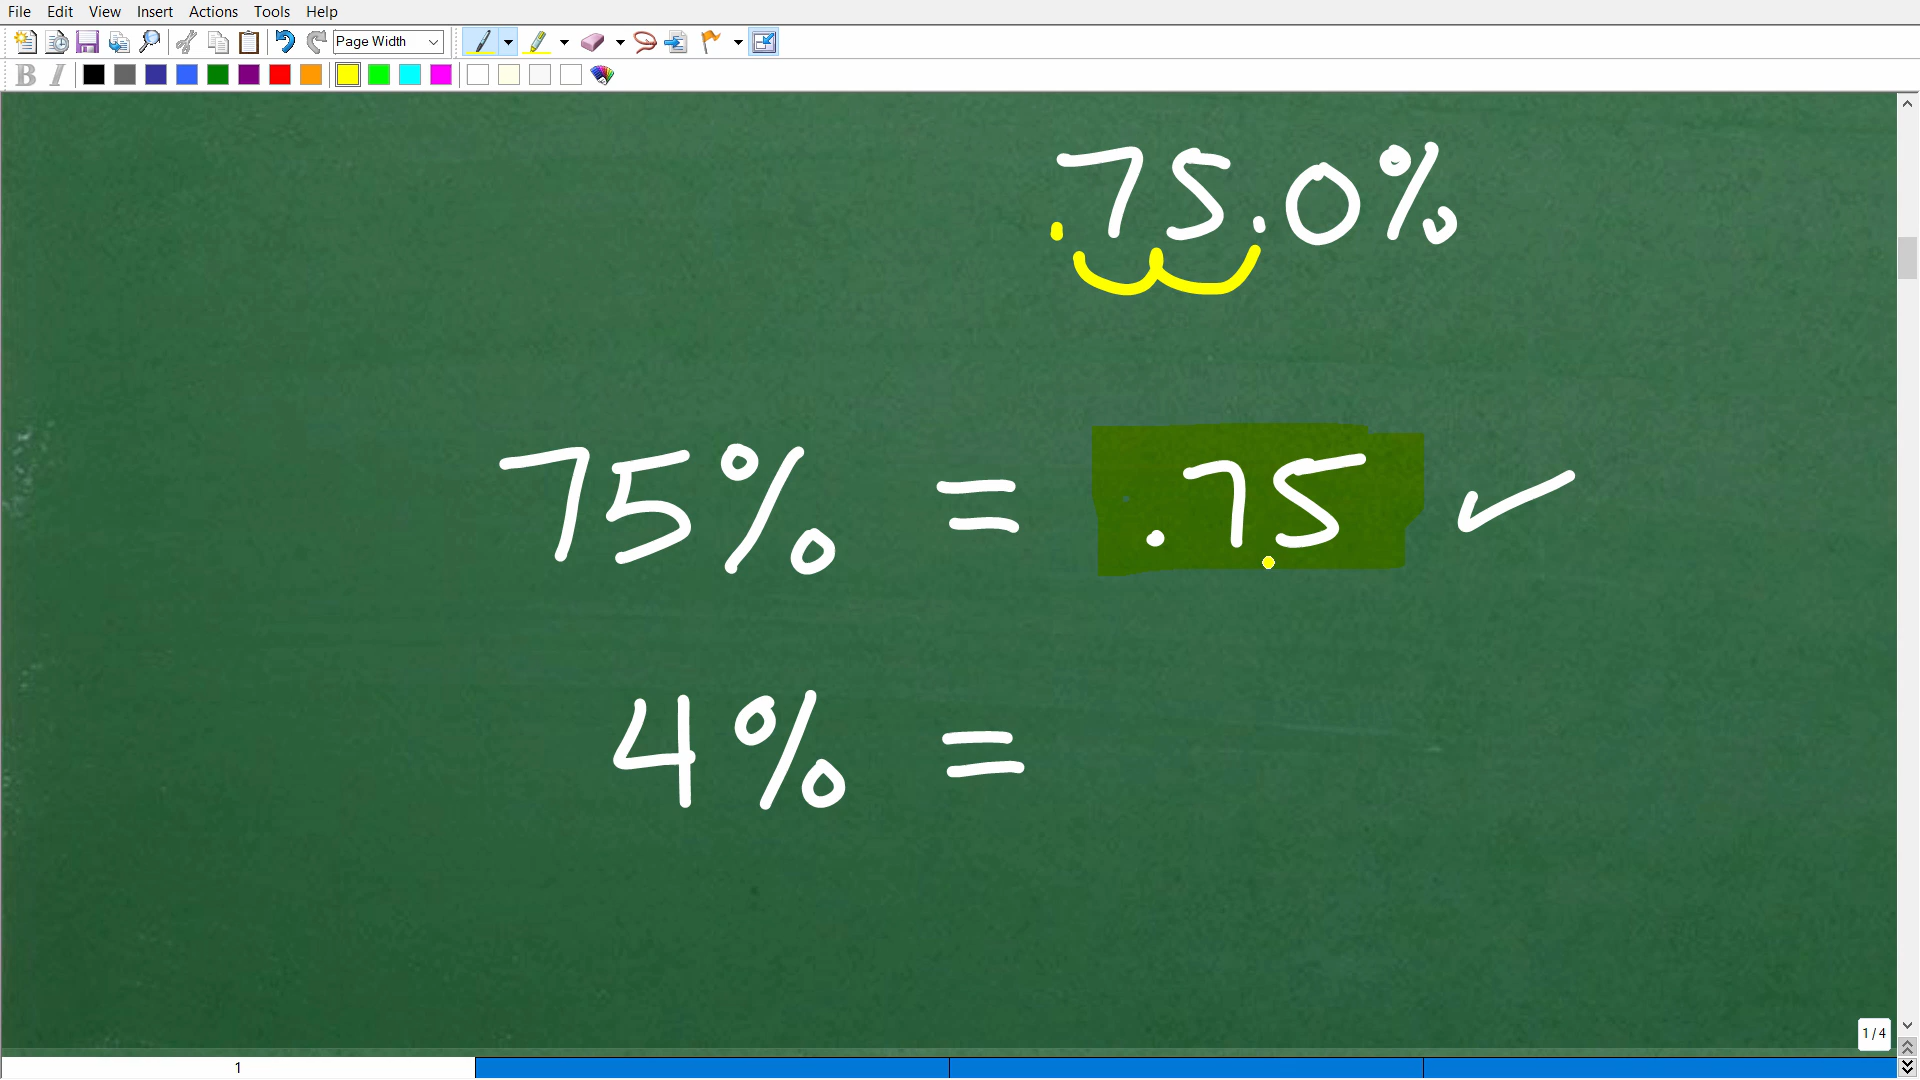 File Edit View Insert Actions Tools Help
Page Width
B I
.75.0%
75% = .75 ✓
4% =
1 / 4
1